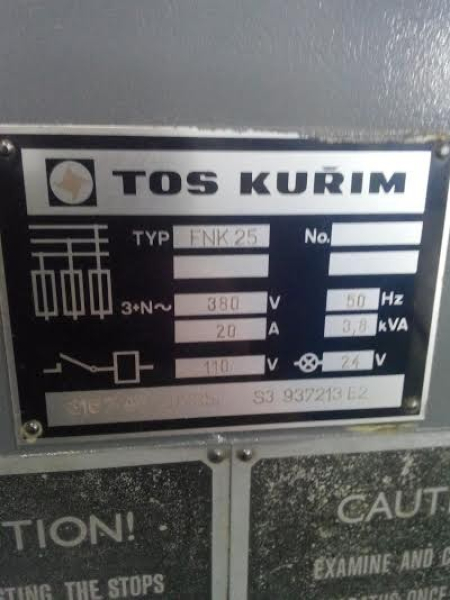 TOS KUŘIM
TYP FNK 25 No.
3+N~ 380 V 50 Hz
20 A 3,8 kVA
110 V 24 V
S3 937213 E2
TION!
CAUT
STING THE STOPS
EXAMINE AND C
ONCE